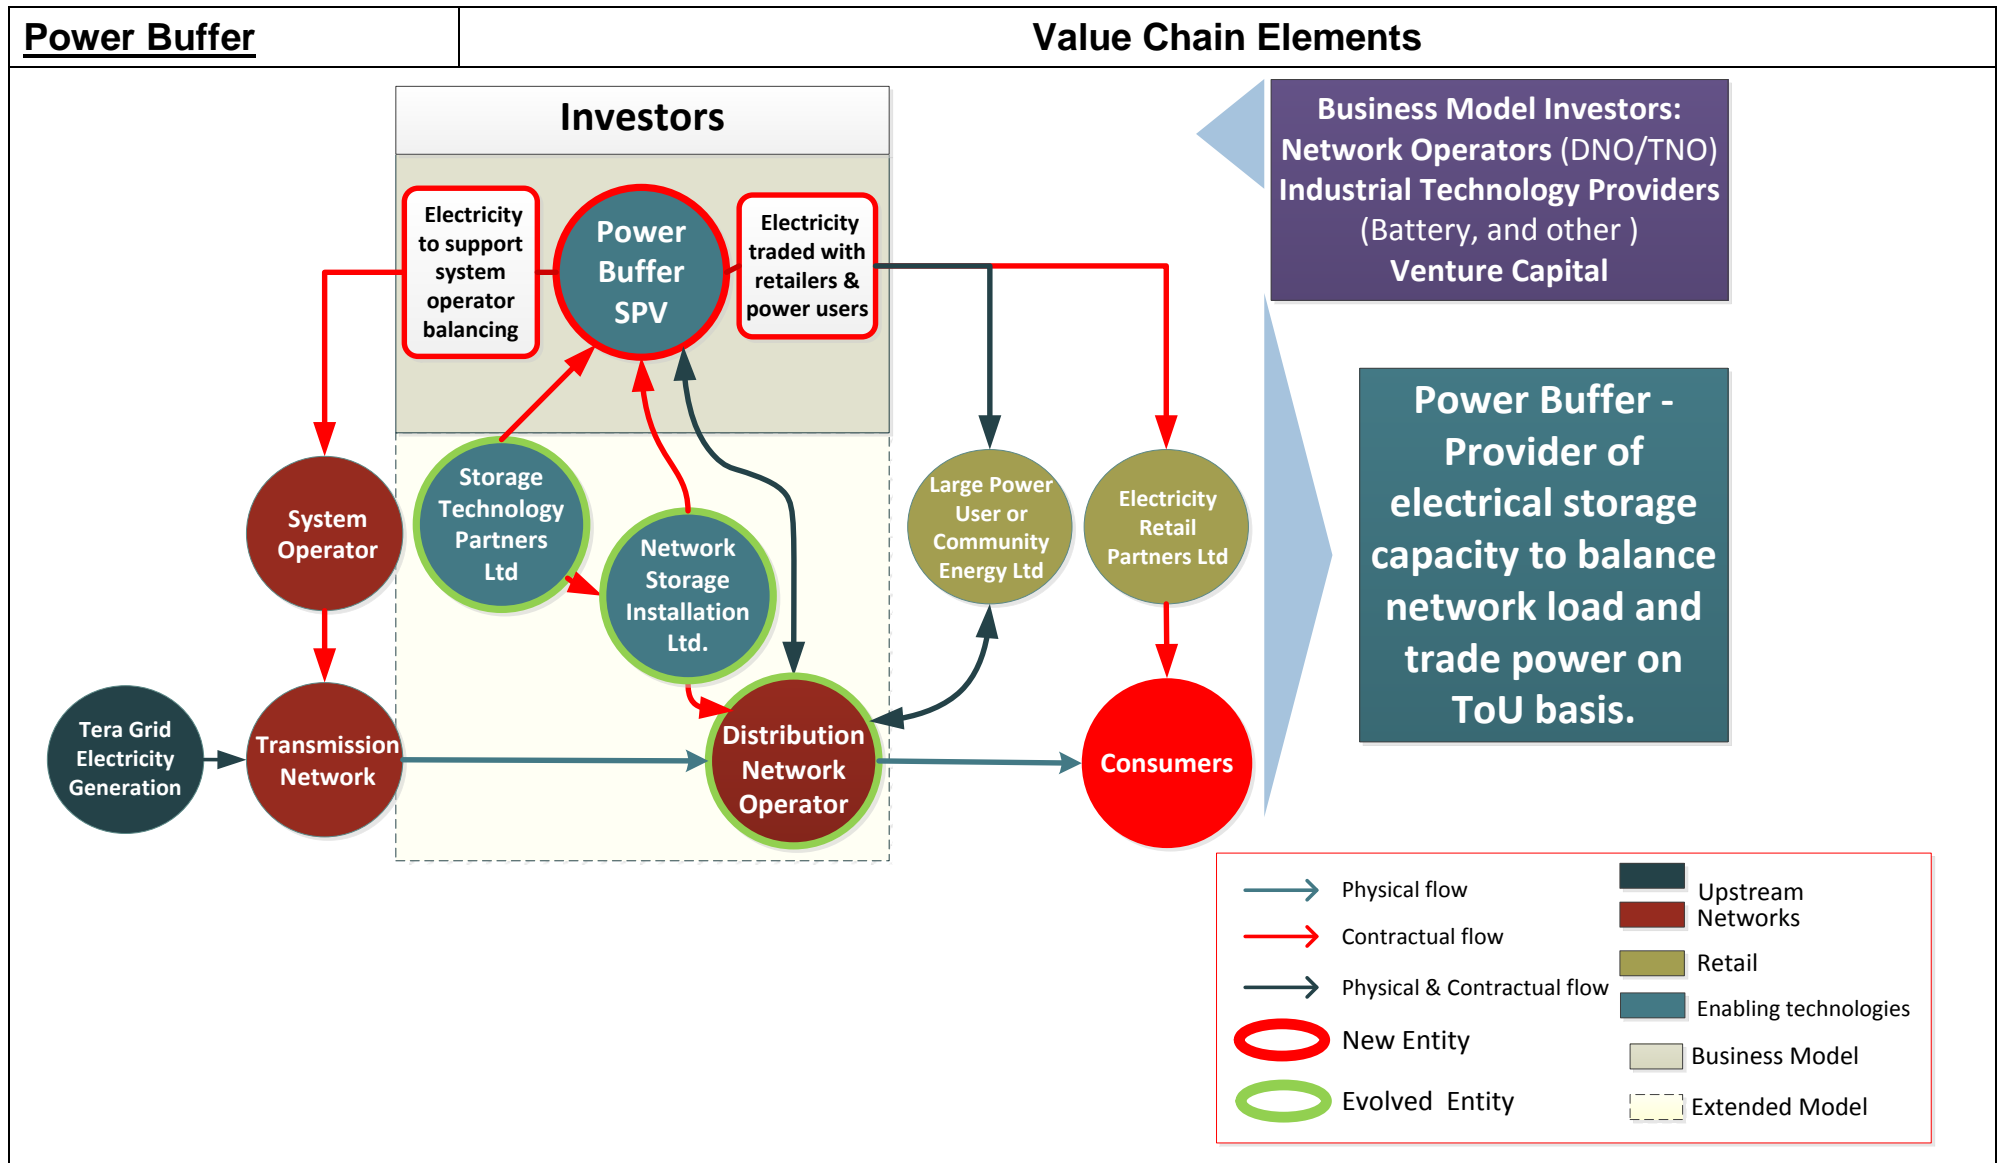 Power Buffer
Value Chain Elements
Investors
Electricity
to support
system
operator
balancing
Power
Buffer
SPV
Electricity
traded with
retailers &
power users
Business Model Investors:
Network Operators (DNO/TNO)
Industrial Technology Providers
(Battery, and other )
Venture Capital
Power Buffer -
Provider of
electrical storage
capacity to balance
network load and
trade power on
ToU basis.
System
Operator
Storage
Technology
Partners
Ltd
Network
Storage
Installation
Ltd.
Large Power
User or
Community
Energy Ltd
Electricity
Retail
Partners Ltd
Tera Grid
Electricity
Generation
Transmission
Network
Distribution
Network
Operator
Consumers
Physical flow
Contractual flow
Physical & Contractual flow
New Entity
Evolved Entity
Upstream
Networks
Retail
Enabling technologies
Business Model
Extended Model